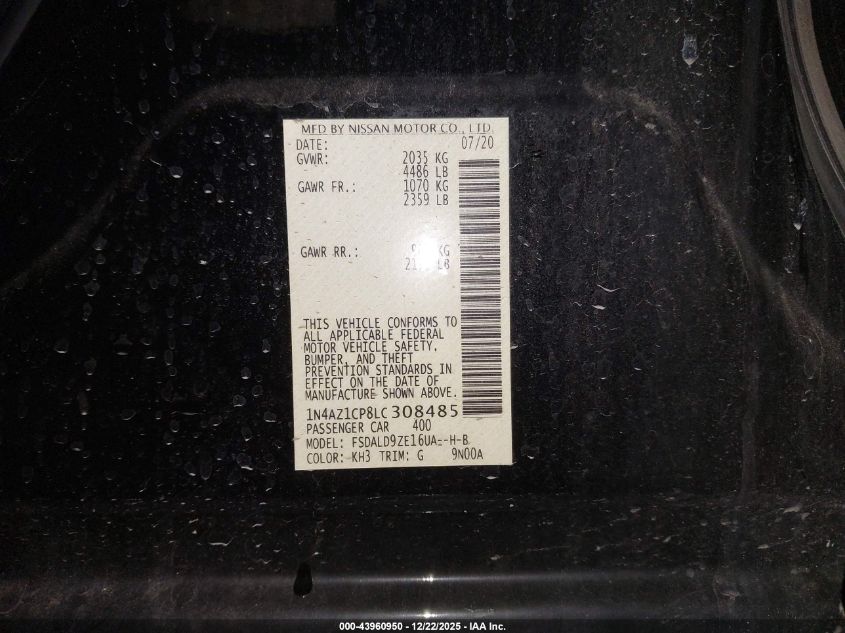 MFD BY NISSAN MOTOR CO., LTD.
DATE: 07/20
GVWR: 2035 KG
4486 LB
GAWR FR.: 1070 KG
2359 LB
GAWR RR.: KG
LB
THIS VEHICLE CONFORMS TO
ALL APPLICABLE FEDERAL
MOTOR VEHICLE SAFETY,
BUMPER, AND THEFT
PREVENTION STANDARDS IN
EFFECT ON THE DATE OF
MANUFACTURE SHOWN ABOVE.
1N4AZ1CP8LC308485
PASSENGER CAR 400
MODEL: FSDALD9ZE16UA--H-B
COLOR: KH3 TRIM: G 9N00A
000-43960950 - 12/22/2025 - IAA Inc.